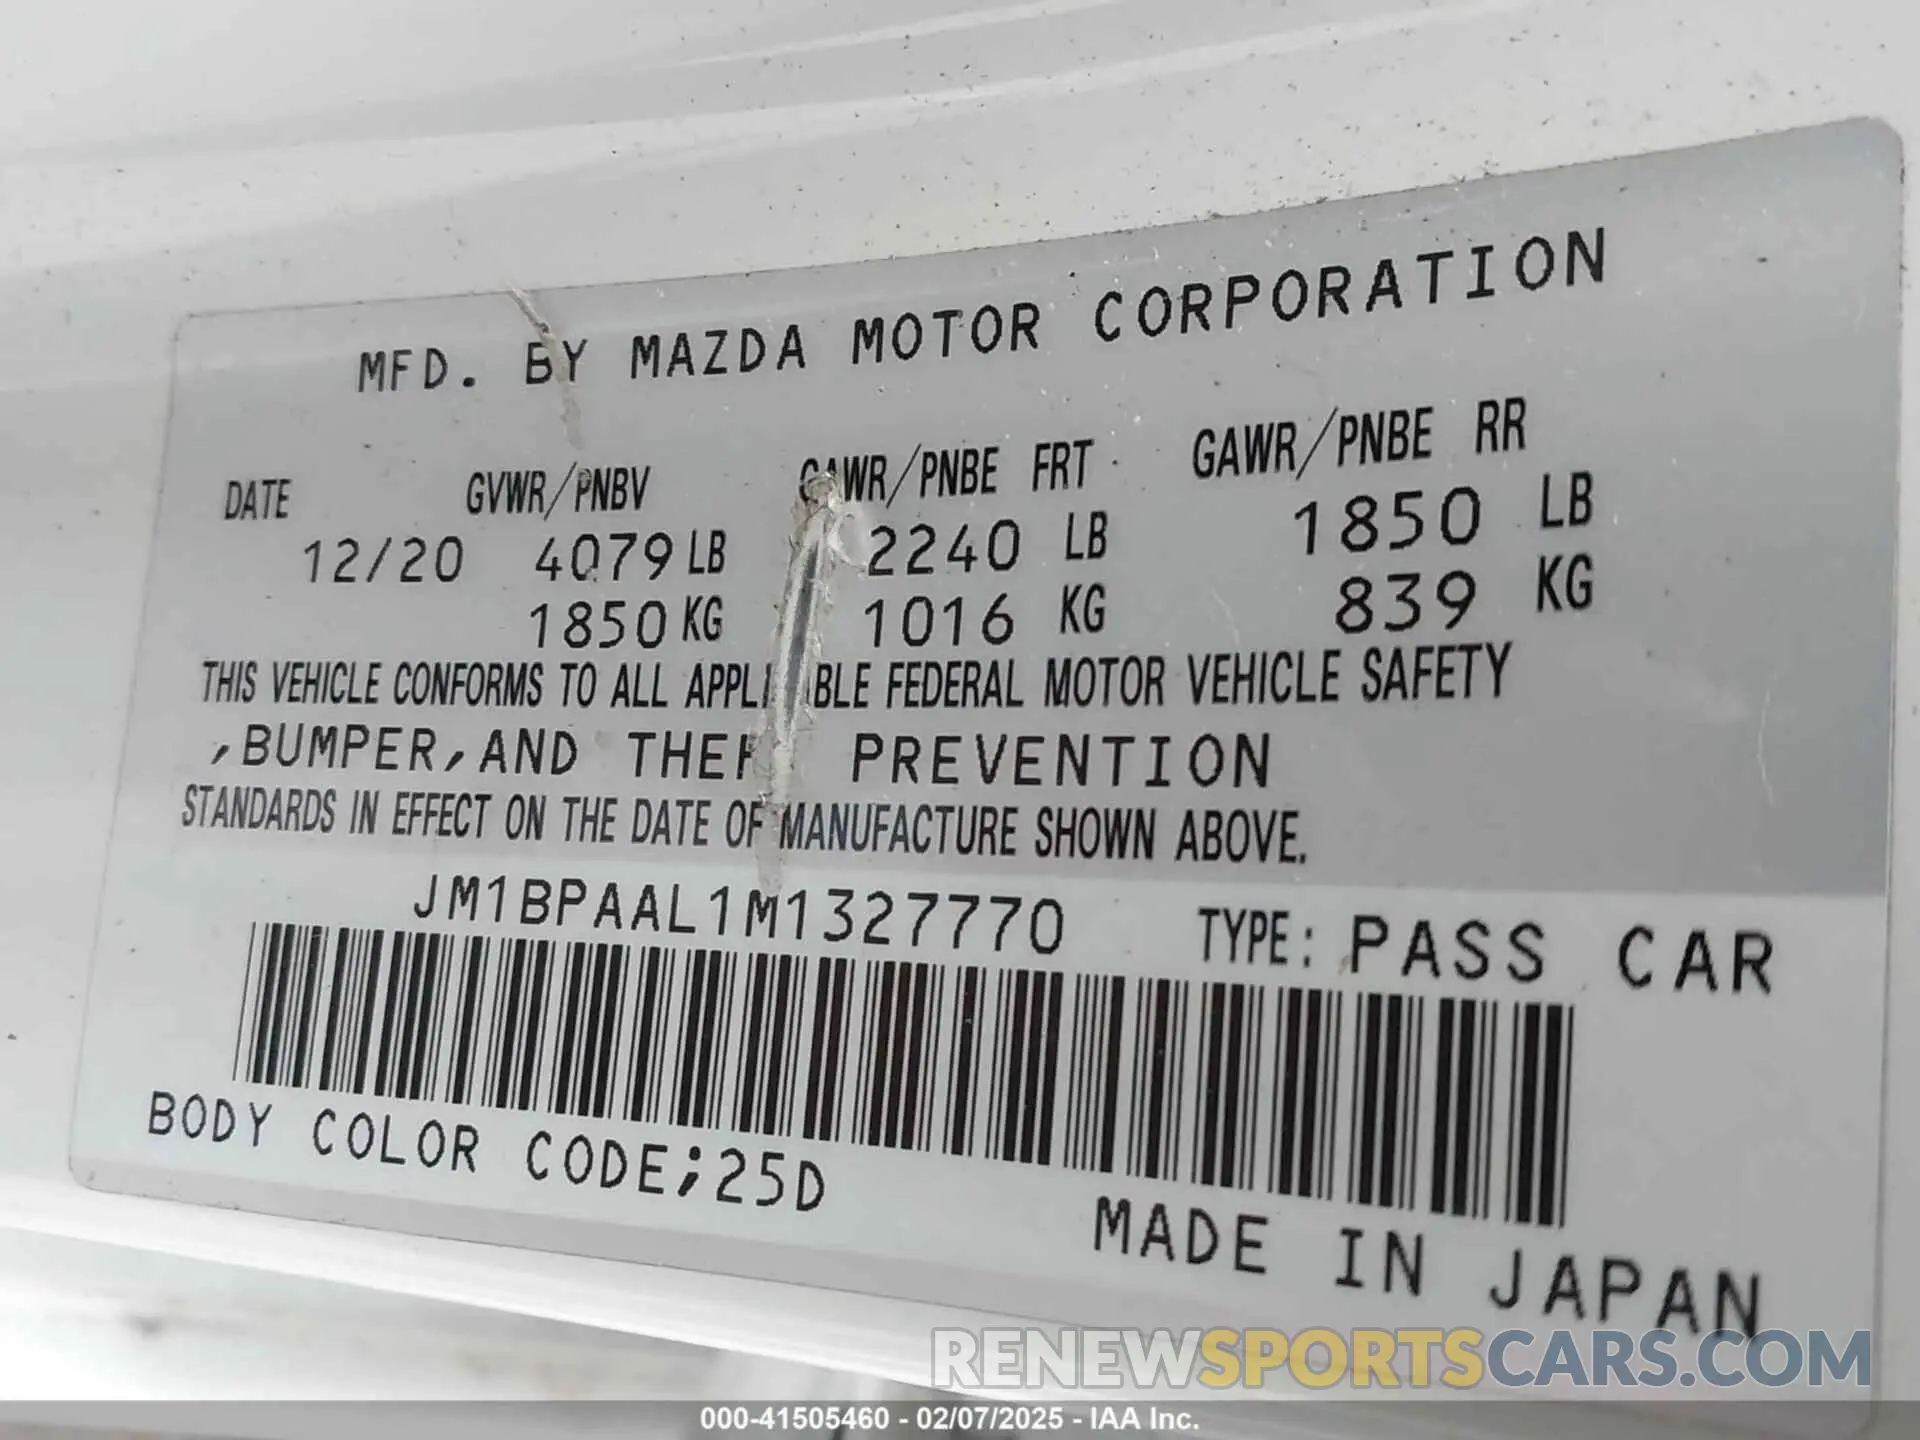 MFD. BY MAZDA MOTOR CORPORATION
DATE GVWR/PNBV GAWR/PNBE FRT GAWR/PNBE RR
12/20 4079 LB 2240 LB 1850 LB
1850 KG 1016 KG 839 KG
THIS VEHICLE CONFORMS TO ALL APPLICABLE FEDERAL MOTOR VEHICLE SAFETY
,BUMPER,AND THEFT PREVENTION
STANDARDS IN EFFECT ON THE DATE OF MANUFACTURE SHOWN ABOVE.
JM1BPAAL1M1327770 TYPE: PASS CAR
BODY COLOR CODE;25D
MADE IN JAPAN
RENEWSPORTSCARS.COM
000-41505460 - 02/07/2025 - IAA Inc.